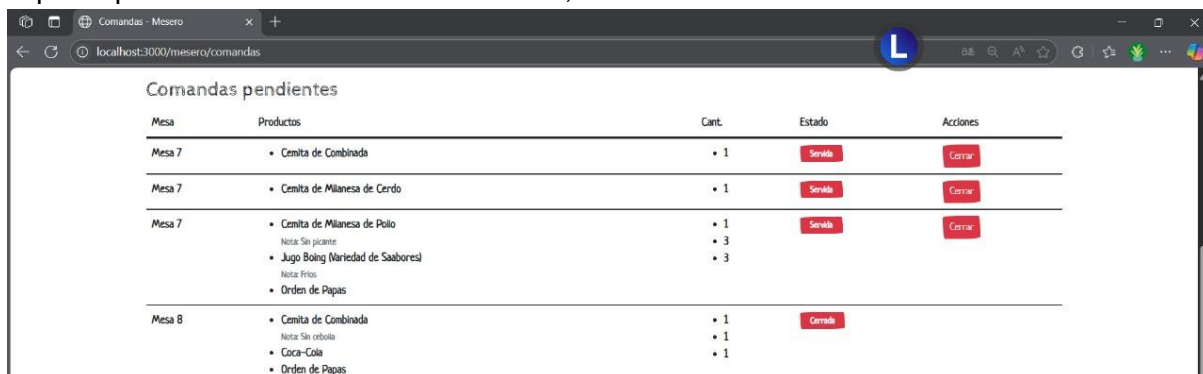 Comandas - Mesero
localhost:3000/mesero/comandas
L
Comandas pendientes
Mesa Productos Cant. Estado Acciones
Mesa 7 • Cemita de Combinada • 1 Servida Cerrar
Mesa 7 • Cemita de Milanesa de Cerdo • 1 Servida Cerrar
Mesa 7 • Cemita de Milanesa de Pollo • 1 Servida Cerrar
Nota: Sin picante • 3
• Jugo Boing (Variedad de Saabores) • 3
Nota: Frios
• Orden de Papas
Mesa 8 • Cemita de Combinada • 1 Cerrada
Nota: Sin cebolla • 1
• Coca-Cola • 1
• Orden de Papas